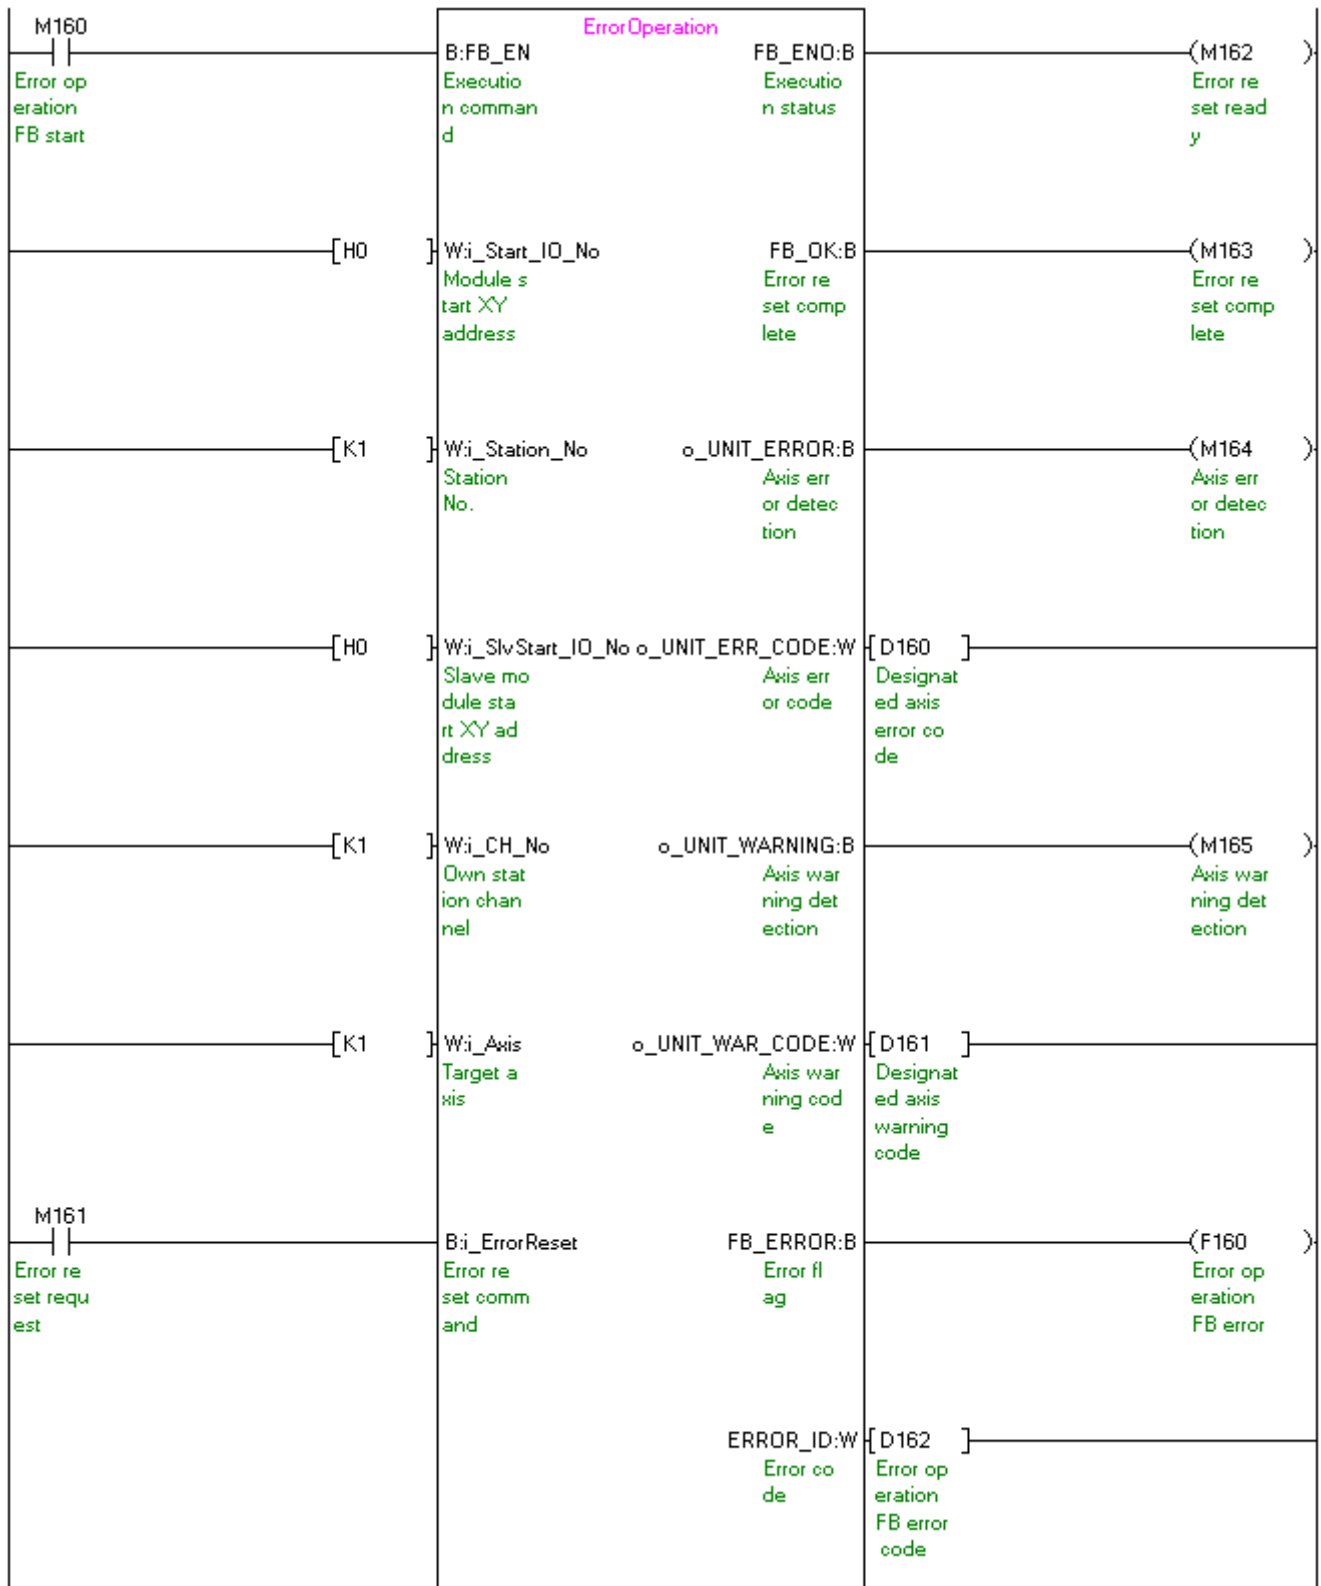 M160
ErrorOperation
B:FB_EN FB_ENO:B (M162 )
Error op Executio Executio Error re
eration n comman n status set read
FB start d y
[H0 ] W:i_Start_IO_No FB_OK:B (M163 )
Module s Error re Error re
tart XY set comp set comp
address lete lete
[K1 ] W:i_Station_No o_UNIT_ERROR:B (M164 )
Station Axis err Axis err
No. or detec or detec
tion tion
[H0 ] W:i_SlvStart_IO_No o_UNIT_ERR_CODE:W [D160 ]
Slave mo Axis err Designat
dule sta or code ed axis
rt XY ad error co
dress de
[K1 ] W:i_CH_No o_UNIT_WARNING:B (M165 )
Own stat Axis war Axis war
ion chan ning det ning det
nel ection ection
[K1 ] W:i_Axis o_UNIT_WAR_CODE:W [D161 ]
Target a Axis war Designat
xis ning cod ed axis
e warning
code
M161
B:i_ErrorReset FB_ERROR:B (F160 )
Error re Error re Error fl Error op
set requ set comm ag eration
est and FB error
ERROR_ID:W [D162 ]
Error co Error op
de eration
FB error
code